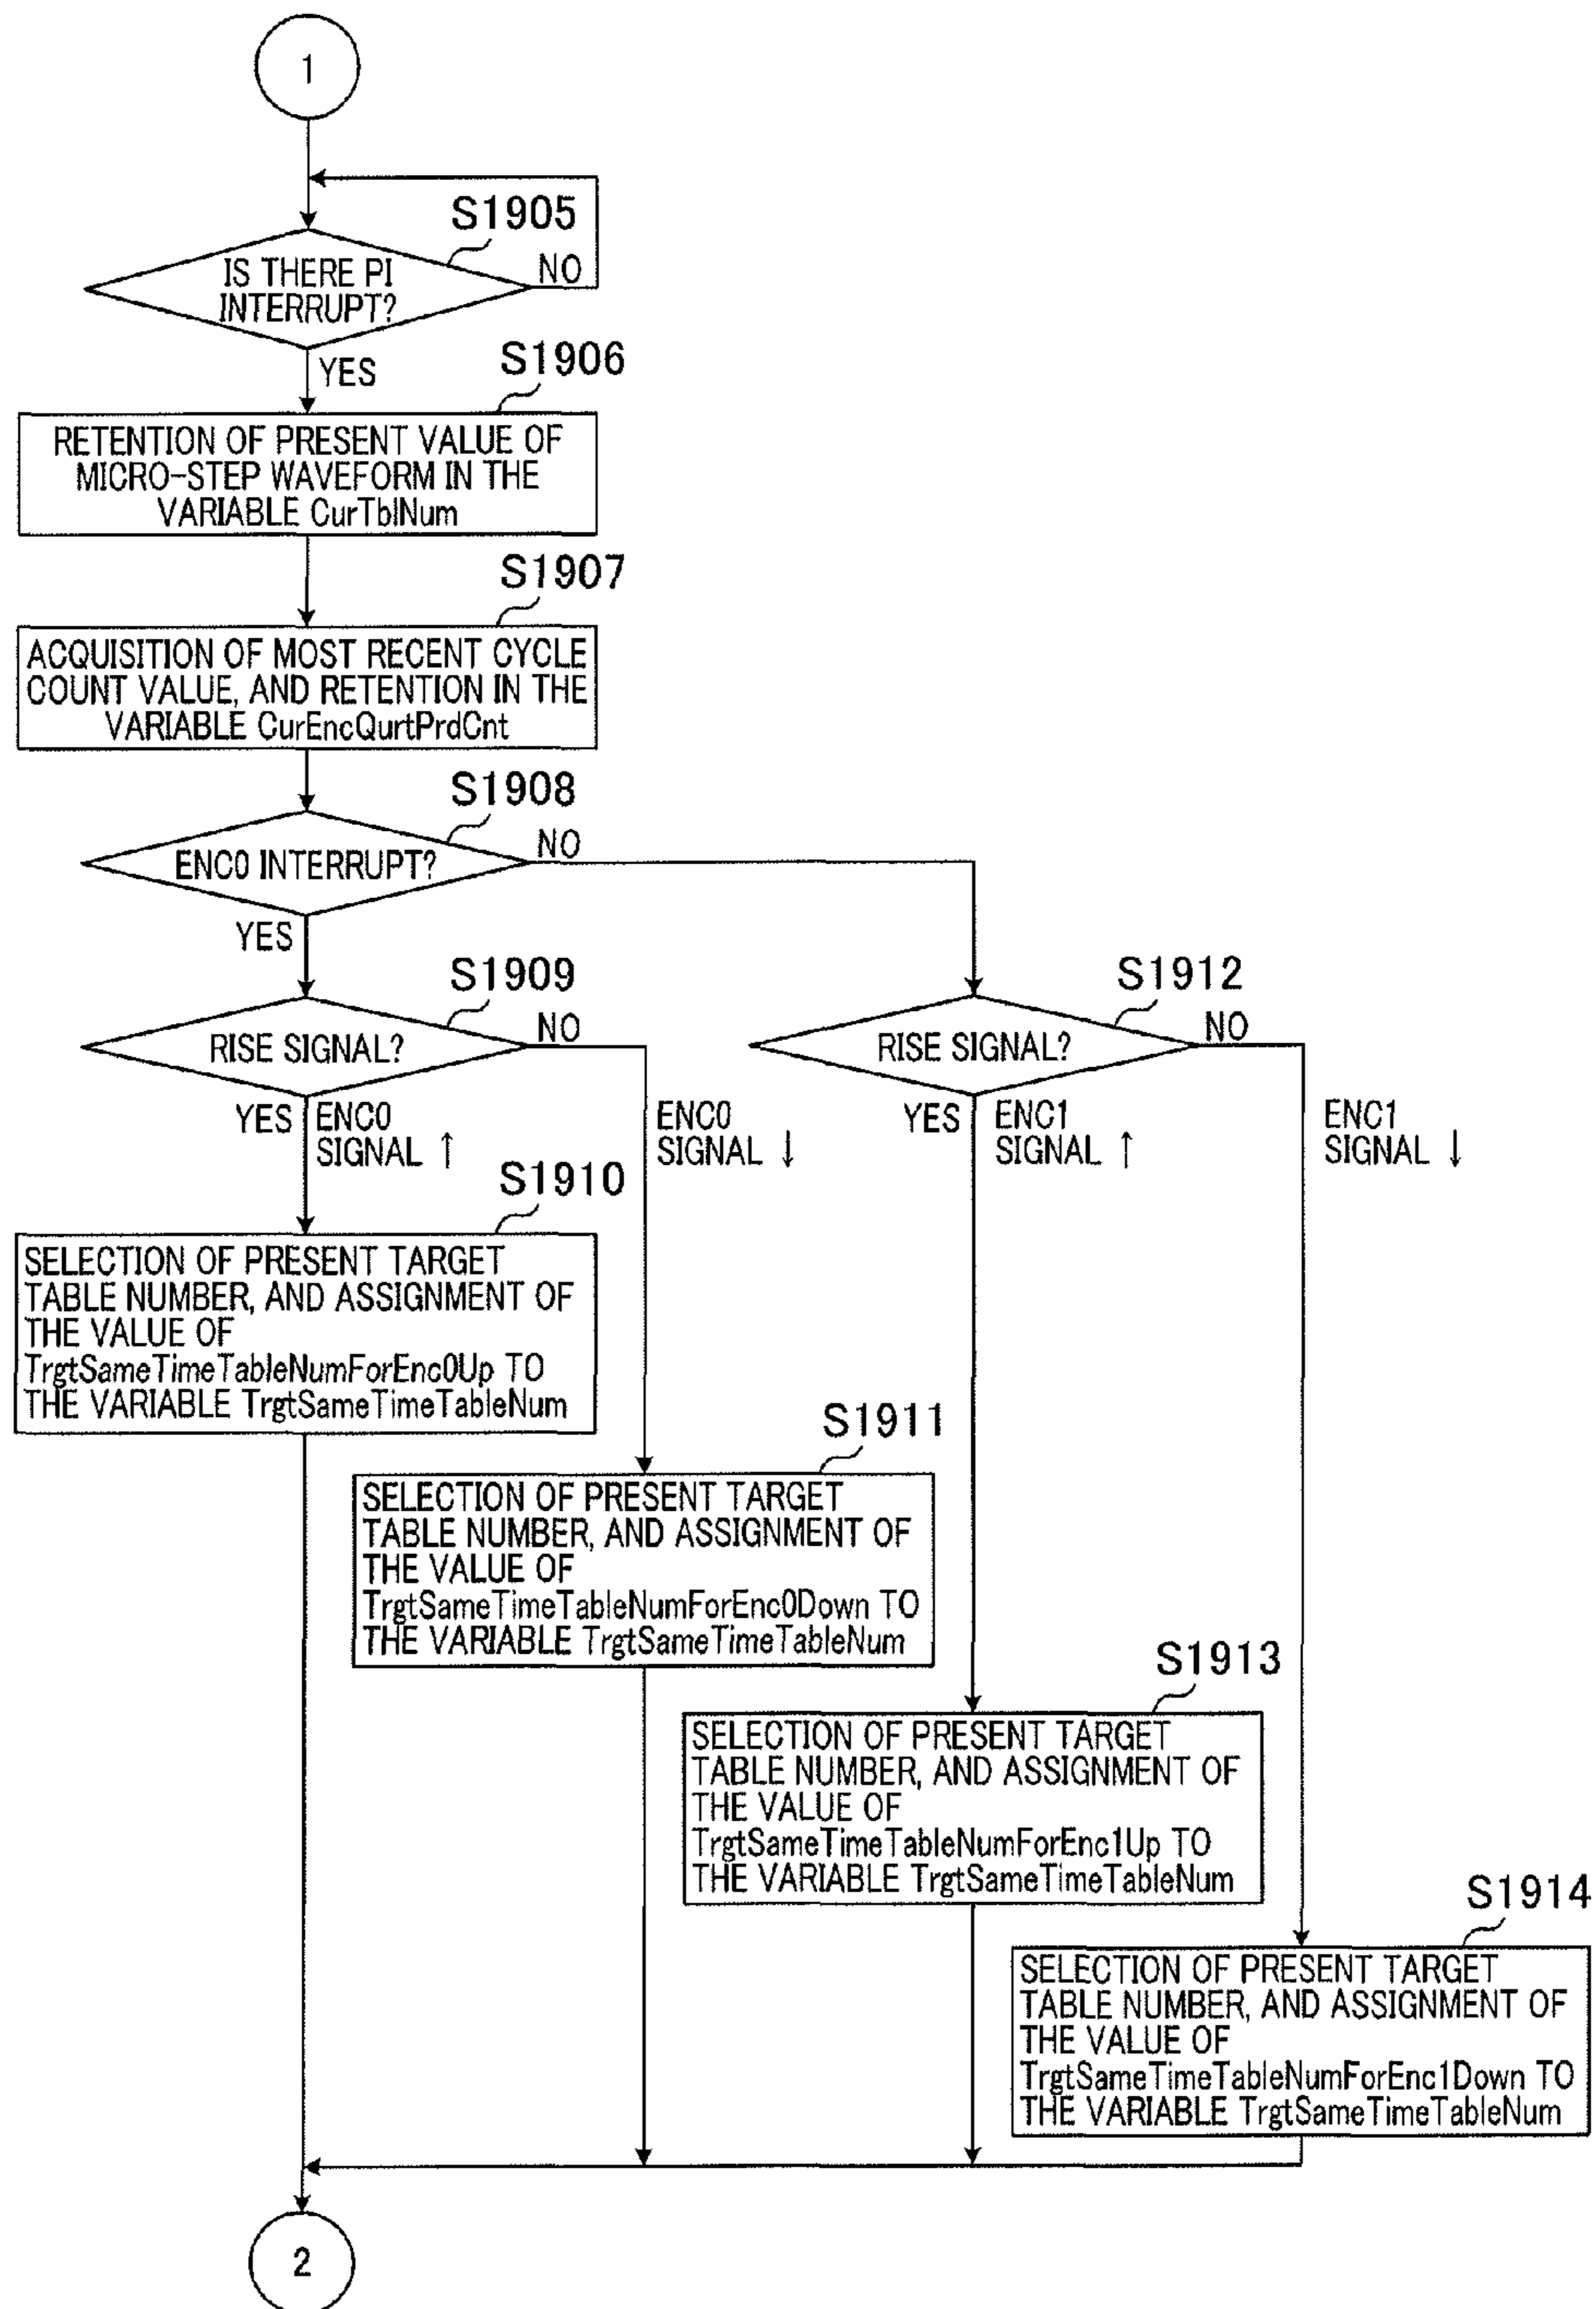 1
S1905
IS THERE PI
INTERRUPT?
NO
YES
S1906
RETENTION OF PRESENT VALUE OF
MICRO-STEP WAVEFORM IN THE
VARIABLE CurTblNum
S1907
ACQUISITION OF MOST RECENT CYCLE
COUNT VALUE, AND RETENTION IN THE
VARIABLE CurEncQurtPrdCnt
S1908
ENC0 INTERRUPT?
NO
YES
S1909
RISE SIGNAL?
NO
S1912
RISE SIGNAL?
NO
YES
ENC0
SIGNAL ↑
ENC0
SIGNAL ↓
YES
ENC1
SIGNAL ↑
ENC1
SIGNAL ↓
S1910
SELECTION OF PRESENT TARGET
TABLE NUMBER, AND ASSIGNMENT OF
THE VALUE OF
TrgtSameTimeTableNumForEnc0Up TO
THE VARIABLE TrgtSameTimeTableNum
S1911
SELECTION OF PRESENT TARGET
TABLE NUMBER, AND ASSIGNMENT OF
THE VALUE OF
TrgtSameTimeTableNumForEnc0Down TO
THE VARIABLE TrgtSameTimeTableNum
S1913
SELECTION OF PRESENT TARGET
TABLE NUMBER, AND ASSIGNMENT OF
THE VALUE OF
TrgtSameTimeTableNumForEnc1Up TO
THE VARIABLE TrgtSameTimeTableNum
S1914
SELECTION OF PRESENT TARGET
TABLE NUMBER, AND ASSIGNMENT OF
THE VALUE OF
TrgtSameTimeTableNumForEnc1Down TO
THE VARIABLE TrgtSameTimeTableNum
2